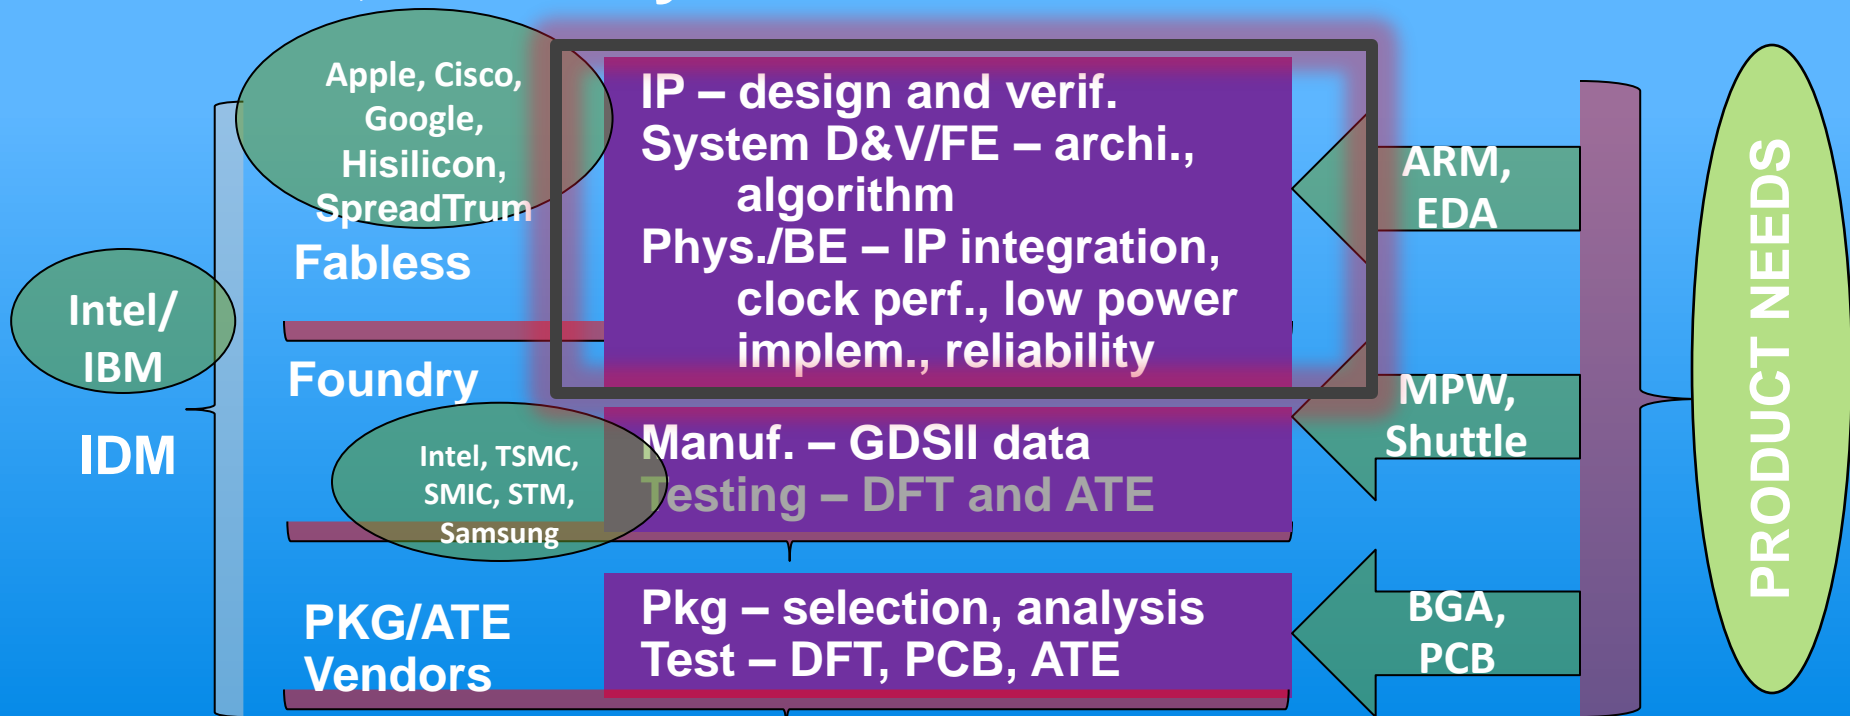 Apple, Cisco,
Google,
Hisilicon,
SpreadTrum
Fabless
Intel/
IBM
IDM
Foundry
Intel, TSMC,
SMIC, STM,
Samsung
PKG/ATE
Vendors
IP – design and verif.
System D&V/FE – archi.,
algorithm
Phys./BE – IP integration,
clock perf., low power
implem., reliability
Manuf. – GDSII data
Testing – DFT and ATE
Pkg – selection, analysis
Test – DFT, PCB, ATE
ARM,
EDA
MPW,
Shuttle
BGA,
PCB
PRODUCT NEEDS